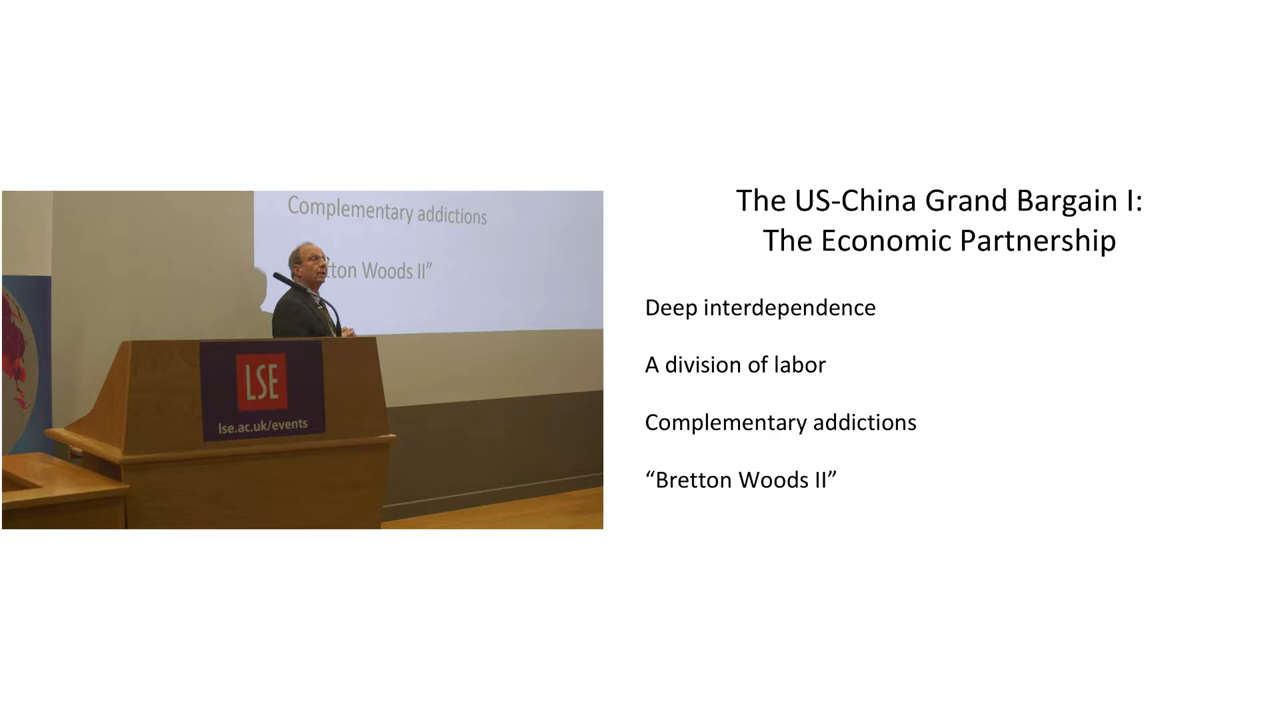 Complementary addictions
tton Woods II”
LSE
lse.ac.uk/events
The US-China Grand Bargain I:
The Economic Partnership
Deep interdependence
A division of labor
Complementary addictions
“Bretton Woods II”